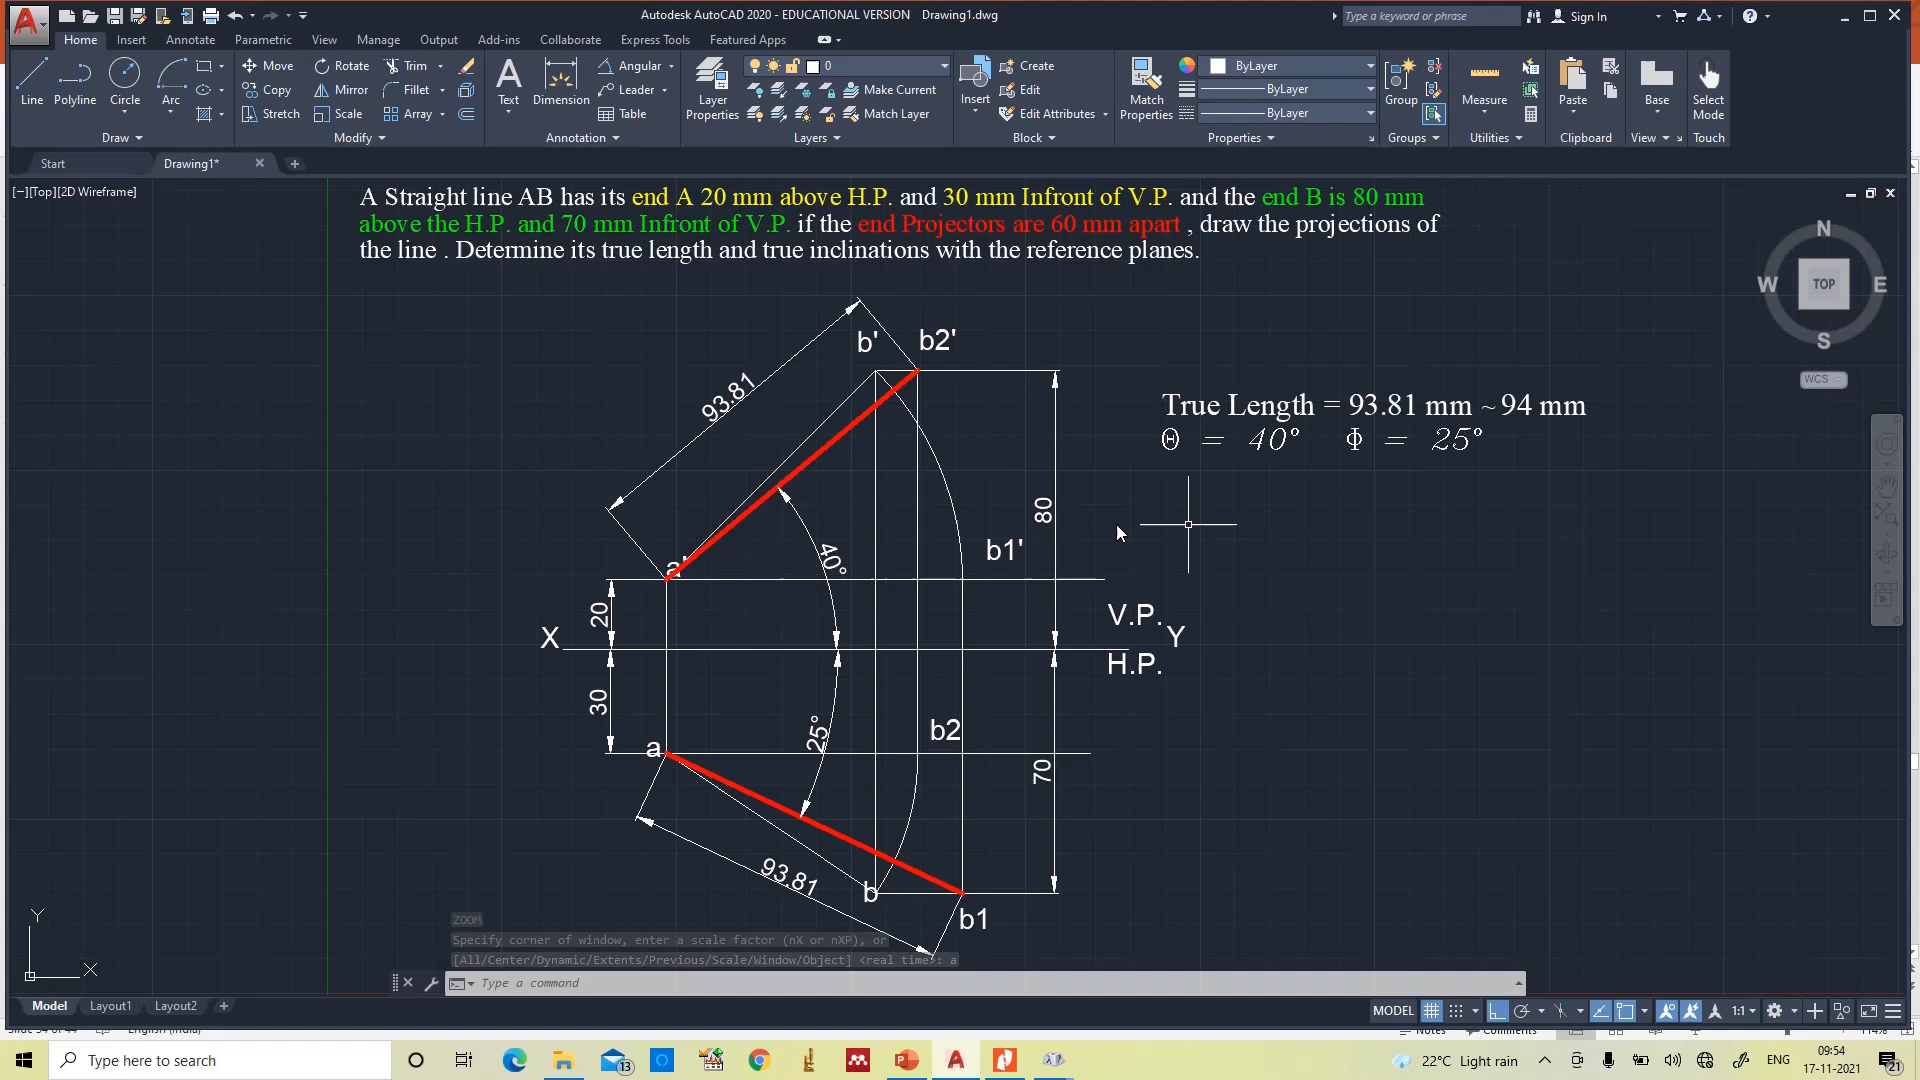 Autodesk AutoCAD 2020 - EDUCATIONAL VERSION Drawing1.dwg
Type a keyword or phrase
Sign In
Home Insert Annotate Parametric View Manage Output Add-ins Collaborate Express Tools Featured Apps
Line Polyline Circle Arc
Move Rotate Trim
Copy Mirror Fillet
Stretch Scale Array
Text Dimension
Angular
Leader
Table
Layer Properties
0
Make Current
Match Layer
Insert
Create
Edit
Edit Attributes
Match Properties
ByLayer
ByLayer
ByLayer
Group
Measure
Paste
Base
Select Mode
Draw Modify Annotation Layers Block Properties Groups Utilities Clipboard View Touch
Start Drawing1*
[−][Top][2D Wireframe]
A Straight line AB has its end A 20 mm above H.P. and 30 mm Infront of V.P. and the end B is 80 mm
above the H.P. and 70 mm Infront of V.P. if the end Projectors are 60 mm apart , draw the projections of
the line . Determine its true length and true inclinations with the reference planes.
N
W TOP E
S
WCS
b' b2'
93.81
True Length = 93.81 mm ~ 94 mm
Θ = 40° Φ = 25°
80
b1'
40°
a'
20
V.P.
X Y
H.P.
30
b2
25°
a
70
93.81
b
b1
ZOOM
Specify corner of window, enter a scale factor (nX or nXP), or
[All/Center/Dynamic/Extents/Previous/Scale/Window/Object] <real time>: a
Type a command
Y
X
Model Layout1 Layout2
MODEL 1:1
Type here to search
13
22°C Light rain
ENG
09:54
17-11-2021
21